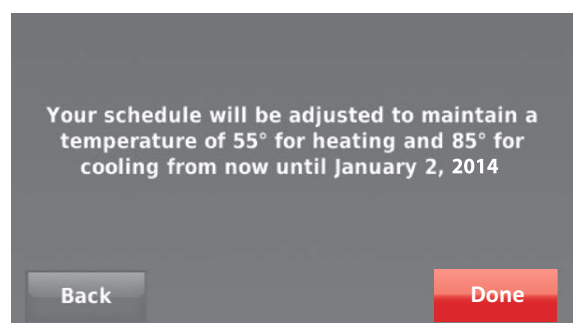 Your schedule will be adjusted to maintain a
temperature of 55° for heating and 85° for
cooling from now until January 2, 2014
Back
Done